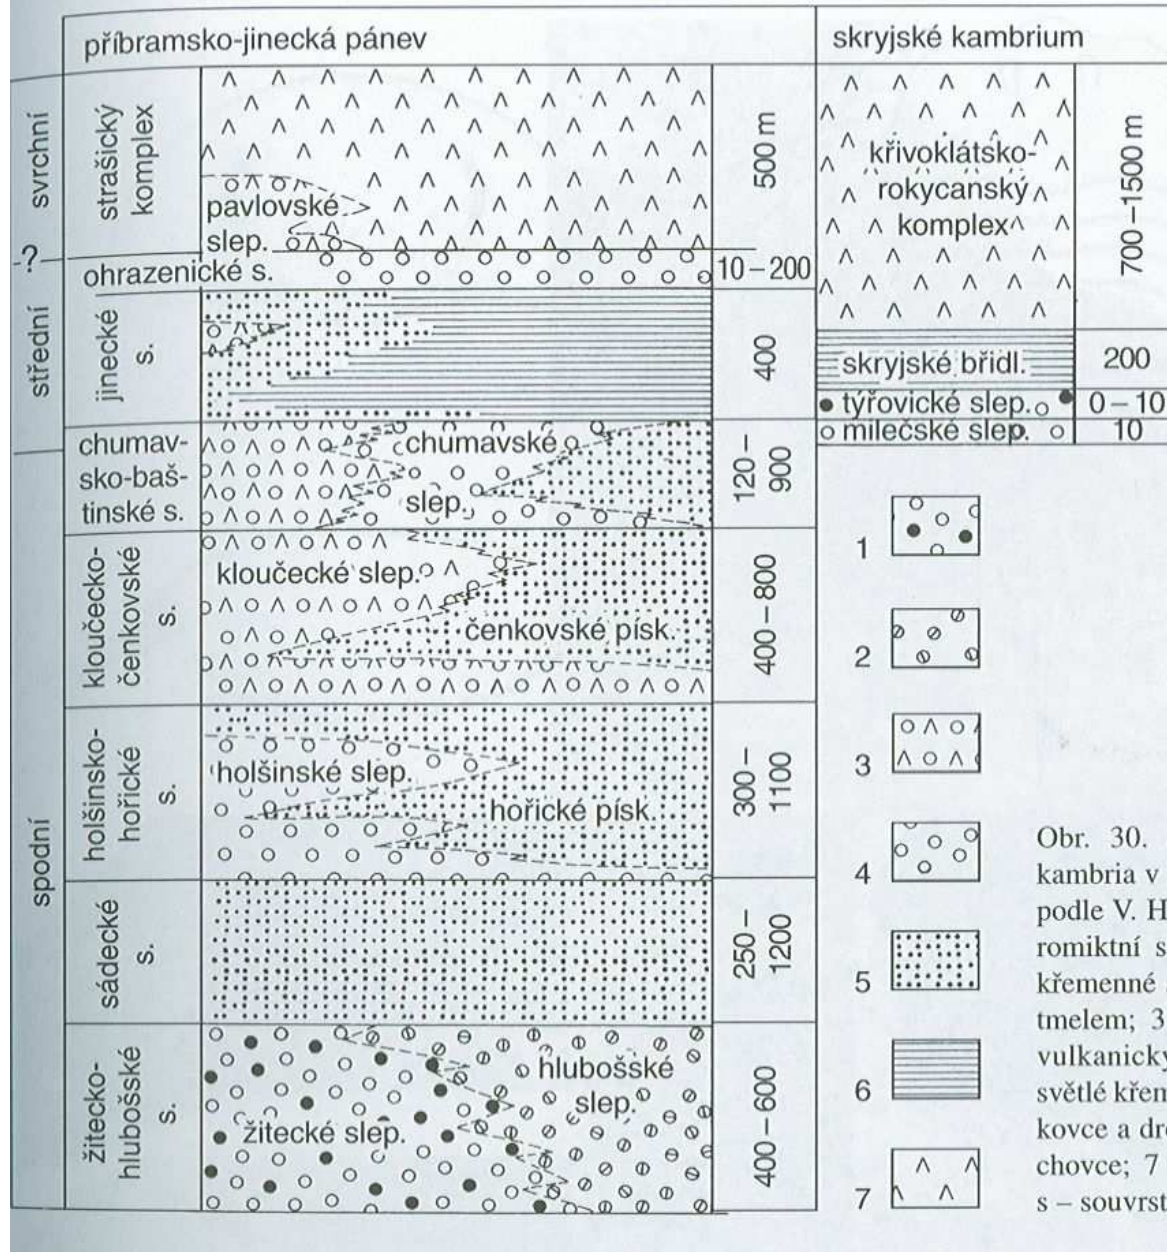 příbramsko-jinecká pánev
skryjské kambrium
svrchní
?
střední
spodní
strašický
komplex
pavlovské
slep.
500 m
ohrazenické s.
10–200
jinecké
s.
400
chumav-
sko-baš-
tinské s.
chumavské
slep.
120–
900
kloučecko-
čenkovské
s.
kloučecké slep.
čenkovské písk.
400–800
holšinsko-
hořické
s.
holšinské slep.
hořické písk.
300–
1100
sádecké
s.
250–
1200
žitecko-
hlubošské
s.
žitecké slep.
hlubošské
slep.
400–600
křivoklátsko-
rokycanský
komplex
700–1500 m
skryjské břidl.
200
týřovické slep.
0–10
milečské slep.
10
1
2
3
4
5
6
7
Obr. 30.
kambria v
podle V. H
romiktní s
křemenné
tmelem; 3
vulkanický
světlé křem
kovce a dr
chovce; 7
s – souvrst